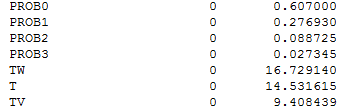 PROB0 0 0.607000
PROB1 0 0.276930
PROB2 0 0.088725
PROB3 0 0.027345
TW 0 16.729140
T 0 14.531615
TV 0 9.408439